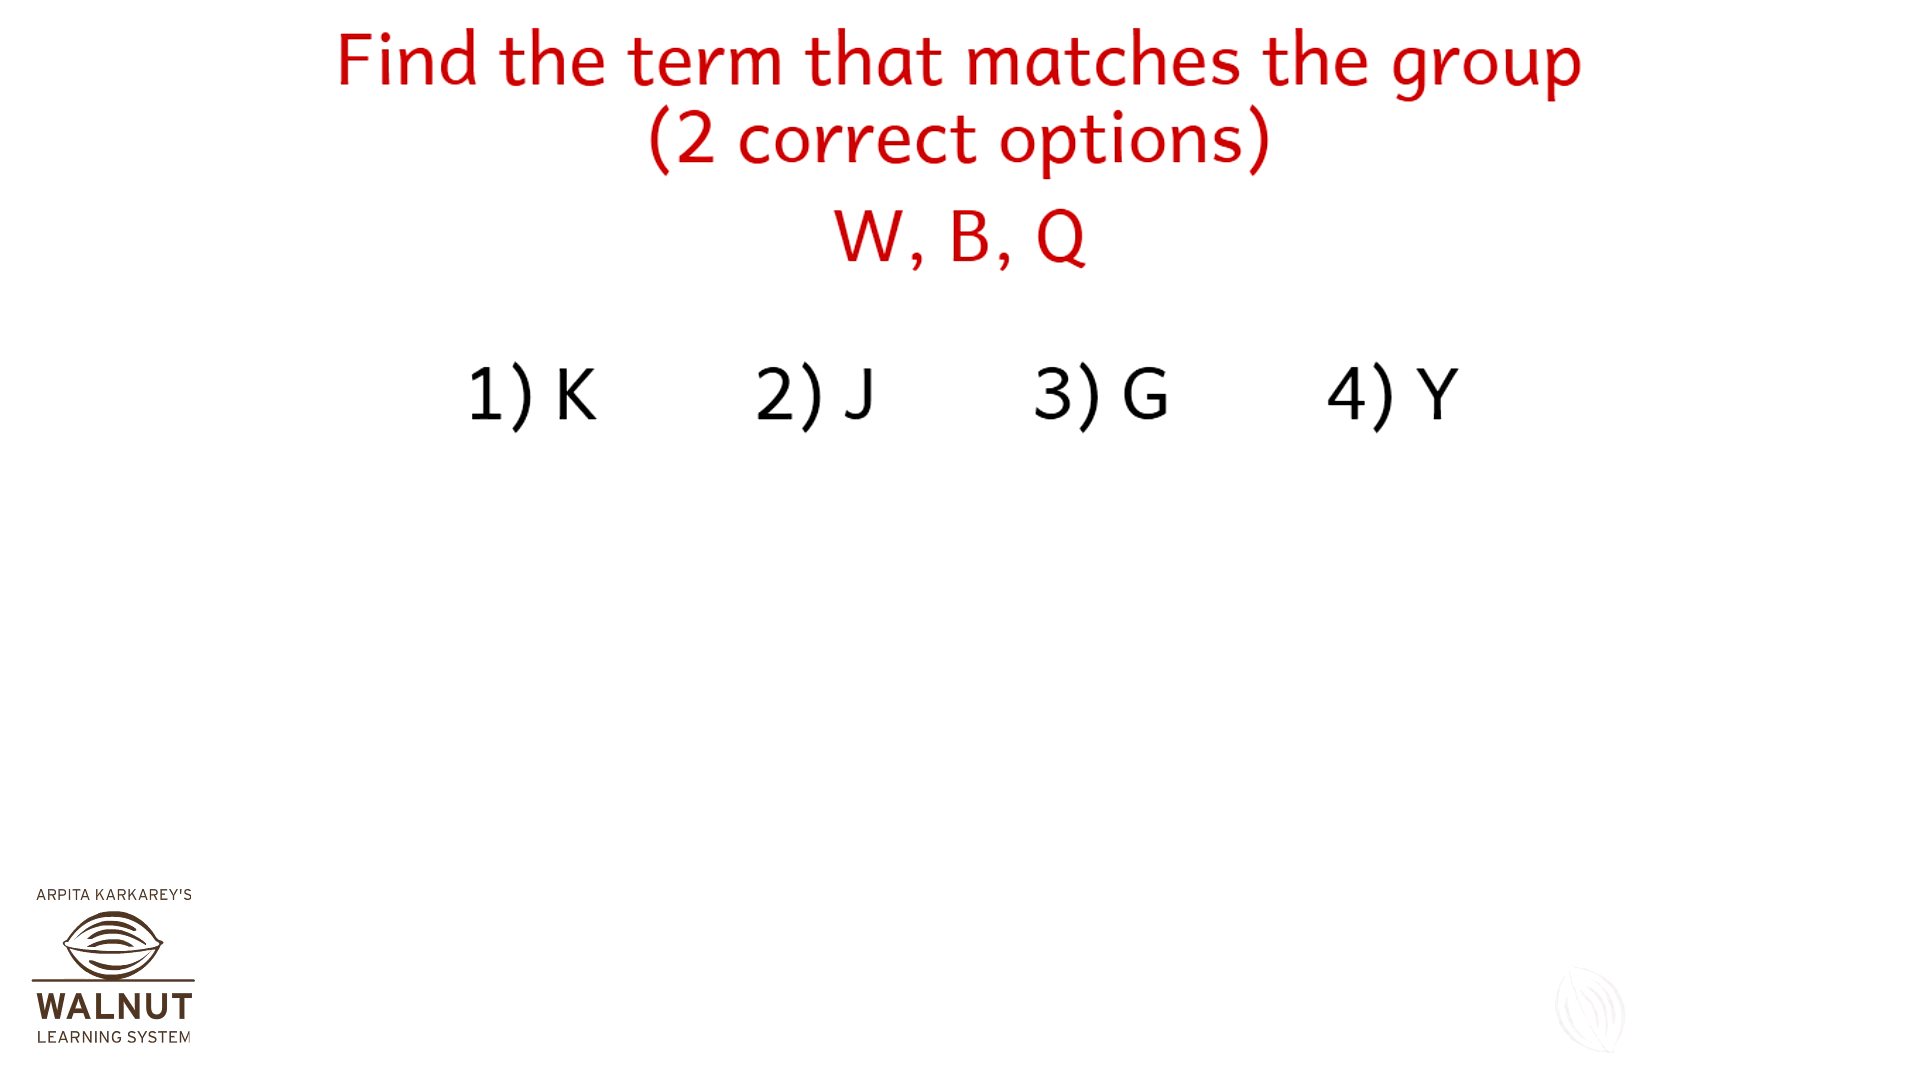 Find the term that matches the group
(2 correct options)
W, B, Q
1) K 2) J 3) G 4) Y
ARPITA KARKAREY'S
WALNUT
LEARNING SYSTEM